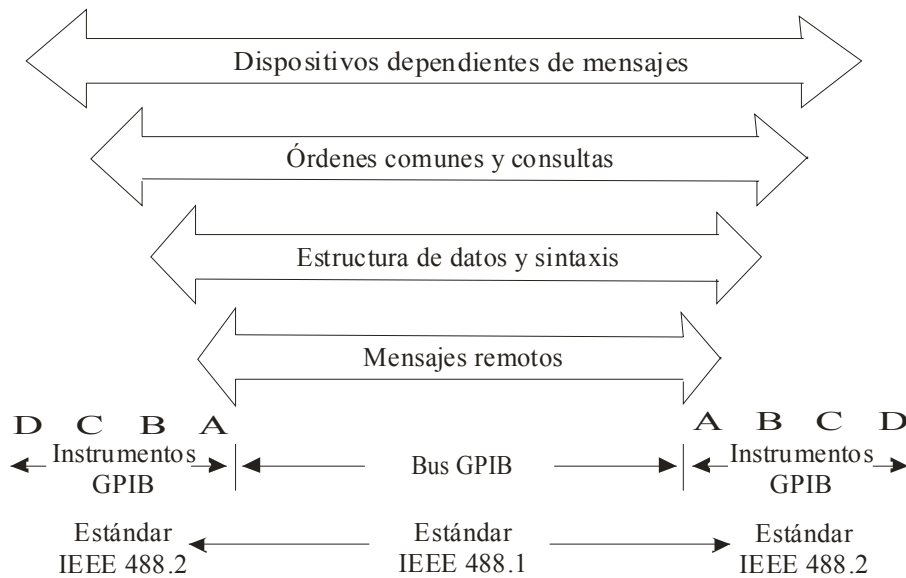 Dispositivos dependientes de mensajes
Órdenes comunes y consultas
Estructura de datos y sintaxis
Mensajes remotos
D C B A A B C D
Instrumentos GPIB Bus GPIB Instrumentos GPIB
Estándar IEEE 488.2 Estándar IEEE 488.1 Estándar IEEE 488.2